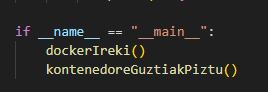 if __name__ == "__main__":
    dockerIreki()
    kontenedoreGuztiakPiztu()